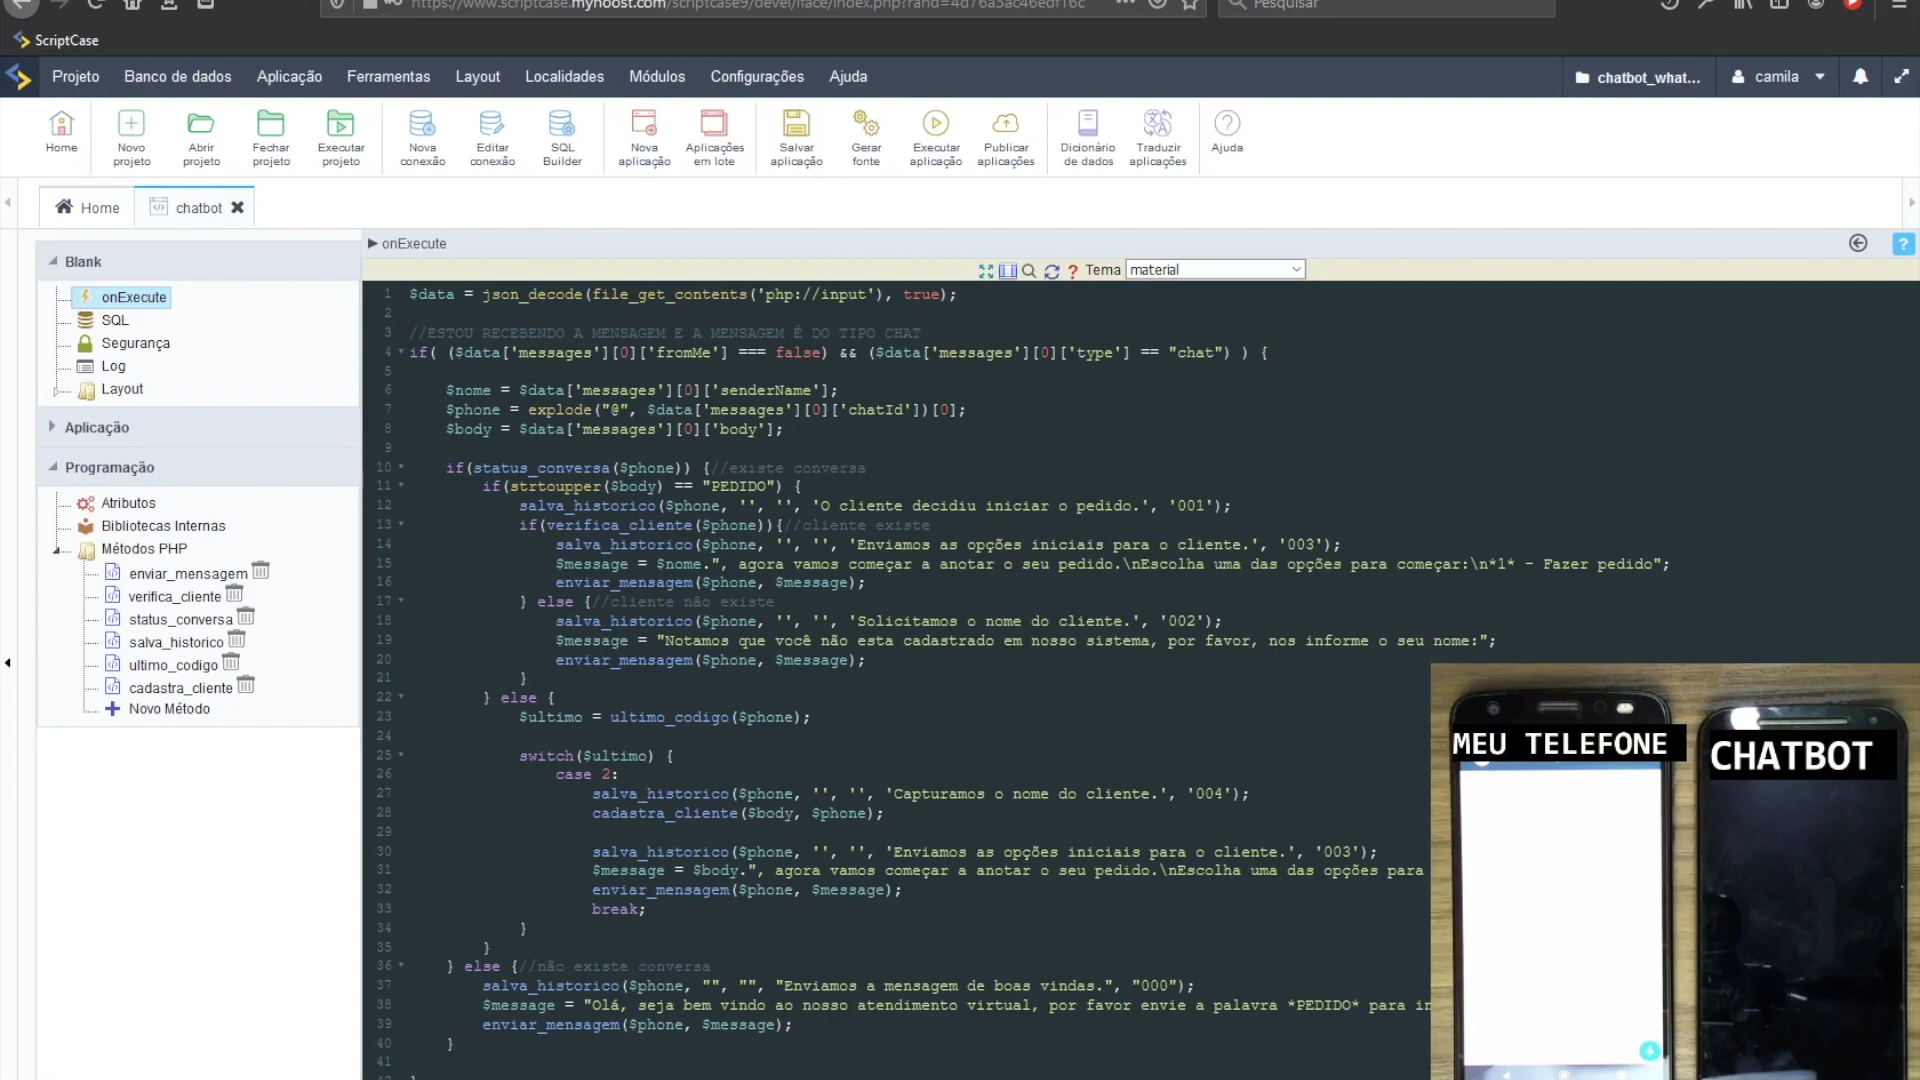 https://www.scriptcase.myhoost.com/scriptcase9/devel/iface/index.php?rand=4d76a3ac46edf16c
Pesquisar
ScriptCase
Projeto Banco de dados Aplicação Ferramentas Layout Localidades Módulos Configurações Ajuda chatbot_what... camila
Home Novo projeto Abrir projeto Fechar projeto Executar projeto Nova conexão Editar conexão SQL Builder Nova aplicação Aplicações em lote Salvar aplicação Gerar fonte Executar aplicação Publicar aplicações Dicionário de dados Traduzir aplicações Ajuda
Home chatbot
Blank
onExecute
SQL
Segurança
Log
Layout
Aplicação
Programação
Atributos
Bibliotecas Internas
Métodos PHP
enviar_mensagem
verifica_cliente
status_conversa
salva_historico
ultimo_codigo
cadastra_cliente
Novo Método
onExecute
Tema material
1 $data = json_decode(file_get_contents('php://input'), true);
2
3 //ESTOU RECEBENDO A MENSAGEM E A MENSAGEM É DO TIPO CHAT
4 if( ($data['messages'][0]['fromMe'] === false) && ($data['messages'][0]['type'] == "chat") ) {
5
6 $nome = $data['messages'][0]['senderName'];
7 $phone = explode("@", $data['messages'][0]['chatId'])[0];
8 $body = $data['messages'][0]['body'];
9
10 if(status_conversa($phone)) {//existe conversa
11 if(strtoupper($body) == "PEDIDO") {
12 salva_historico($phone, '', '', 'O cliente decidiu iniciar o pedido.', '001');
13 if(verifica_cliente($phone)){//cliente existe
14 salva_historico($phone, '', '', 'Enviamos as opções iniciais para o cliente.', '003');
15 $message = $nome.", agora vamos começar a anotar o seu pedido.\nEscolha uma das opções para começar:\n*1* - Fazer pedido";
16 enviar_mensagem($phone, $message);
17 } else {//cliente não existe
18 salva_historico($phone, '', '', 'Solicitamos o nome do cliente.', '002');
19 $message = "Notamos que você não esta cadastrado em nosso sistema, por favor, nos informe o seu nome:";
20 enviar_mensagem($phone, $message);
21 }
22 } else {
23 $ultimo = ultimo_codigo($phone);
24
25 switch($ultimo) {
26 case 2:
27 salva_historico($phone, '', '', 'Capturamos o nome do cliente.', '004');
28 cadastra_cliente($body, $phone);
29
30 salva_historico($phone, '', '', 'Enviamos as opções iniciais para o cliente.', '003');
31 $message = $body.", agora vamos começar a anotar o seu pedido.\nEscolha uma das opções para
32 enviar_mensagem($phone, $message);
33 break;
34 }
35 }
36 } else {//não existe conversa
37 salva_historico($phone, "", "", "Enviamos a mensagem de boas vindas.", "000");
38 $message = "Olá, seja bem vindo ao nosso atendimento virtual, por favor envie a palavra *PEDIDO* para in
39 enviar_mensagem($phone, $message);
40 }
41
MEU TELEFONE
CHATBOT